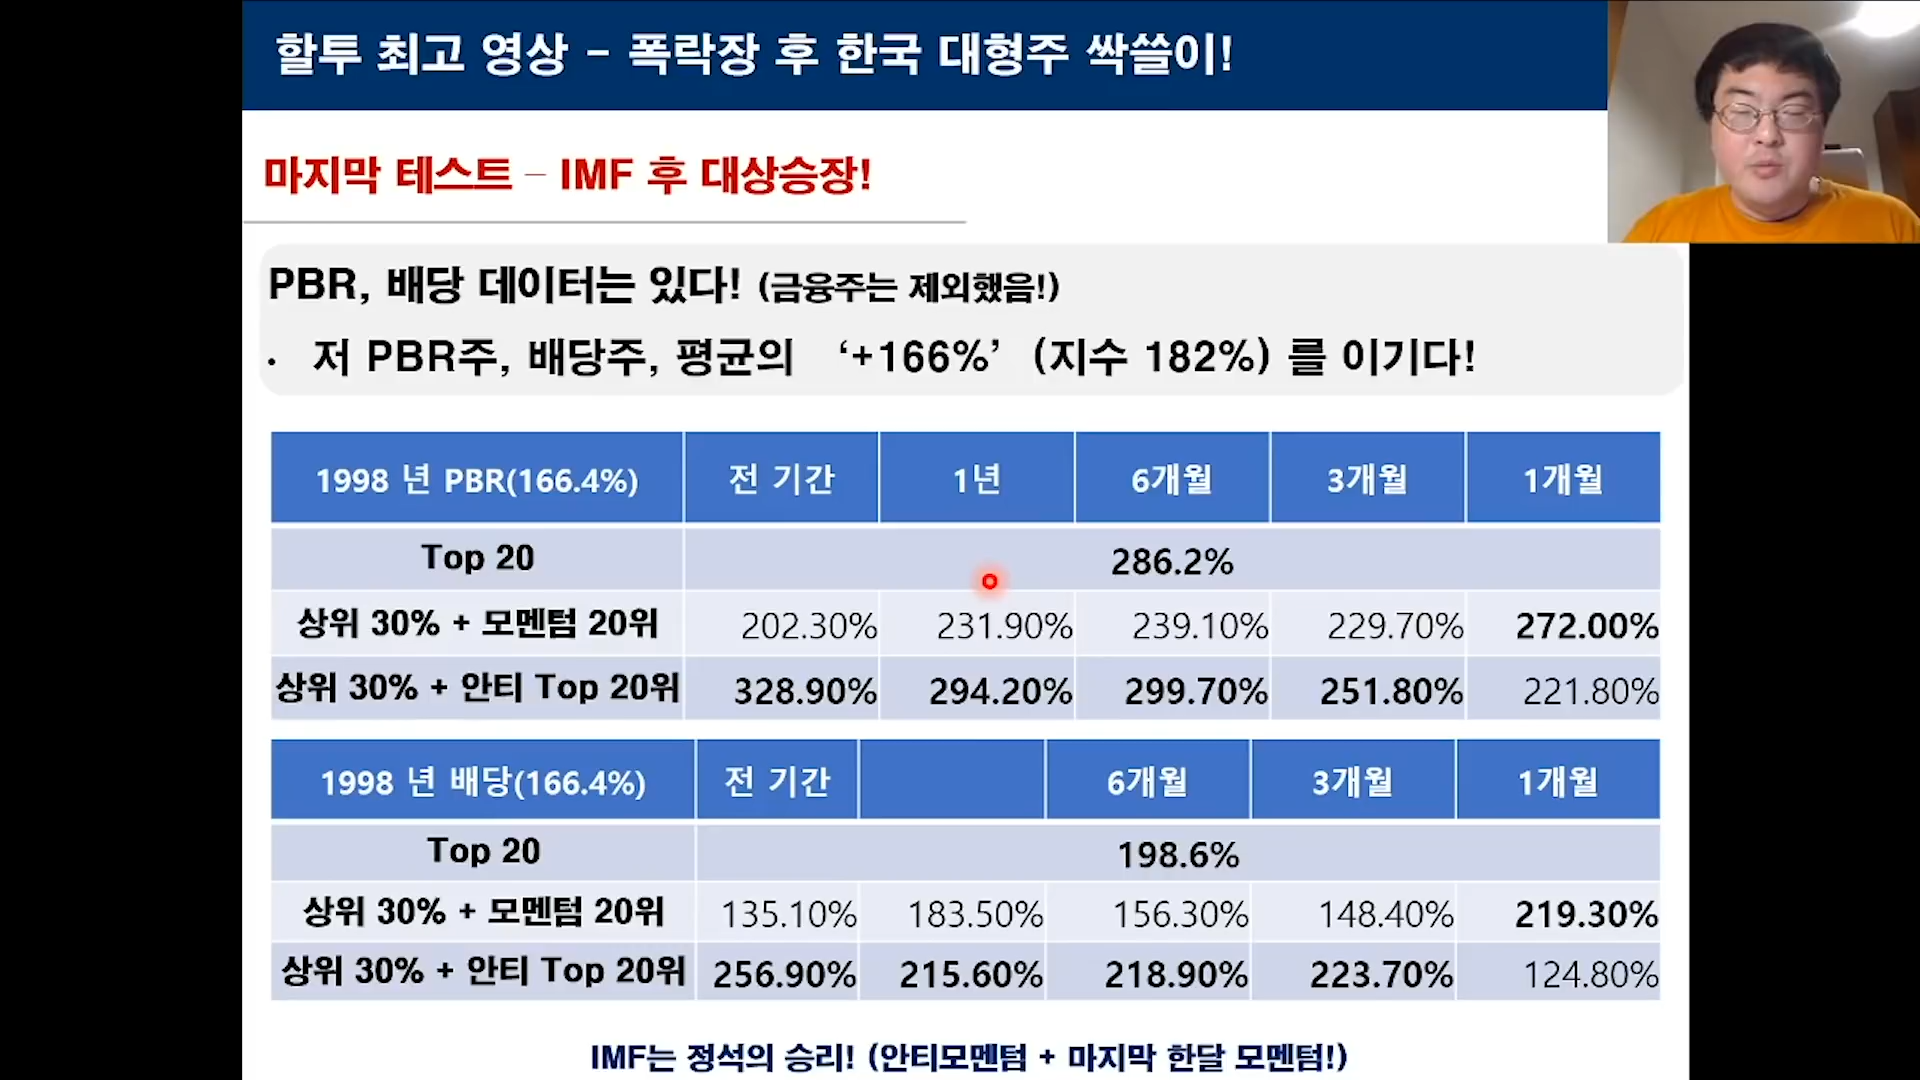 할투 최고 영상 – 폭락장 후 한국 대형주 싹쓸이!
마지막 테스트 – IMF 후 대상승장!
PBR, 배당 데이터는 있다! (금융주는 제외했음!)
· 저 PBR주, 배당주, 평균의 ‘+166%’ (지수 182%) 를 이기다!
1998 년 PBR(166.4%) 전 기간 1년 6개월 3개월 1개월
Top 20 286.2%
상위 30% + 모멘텀 20위 202.30% 231.90% 239.10% 229.70% 272.00%
상위 30% + 안티 Top 20위 328.90% 294.20% 299.70% 251.80% 221.80%
1998 년 배당(166.4%) 전 기간 6개월 3개월 1개월
Top 20 198.6%
상위 30% + 모멘텀 20위 135.10% 183.50% 156.30% 148.40% 219.30%
상위 30% + 안티 Top 20위 256.90% 215.60% 218.90% 223.70% 124.80%
IMF는 정석의 승리! (안티모멘텀 + 마지막 한달 모멘텀!)